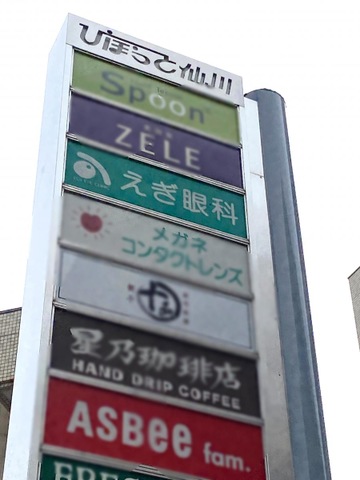 ぴぽっと仙川
Spoon
ZELE
えぎ眼科
メガネ
コンタクトレンズ
星乃珈琲店
HAND DRIP COFFEE
ASBee fam.